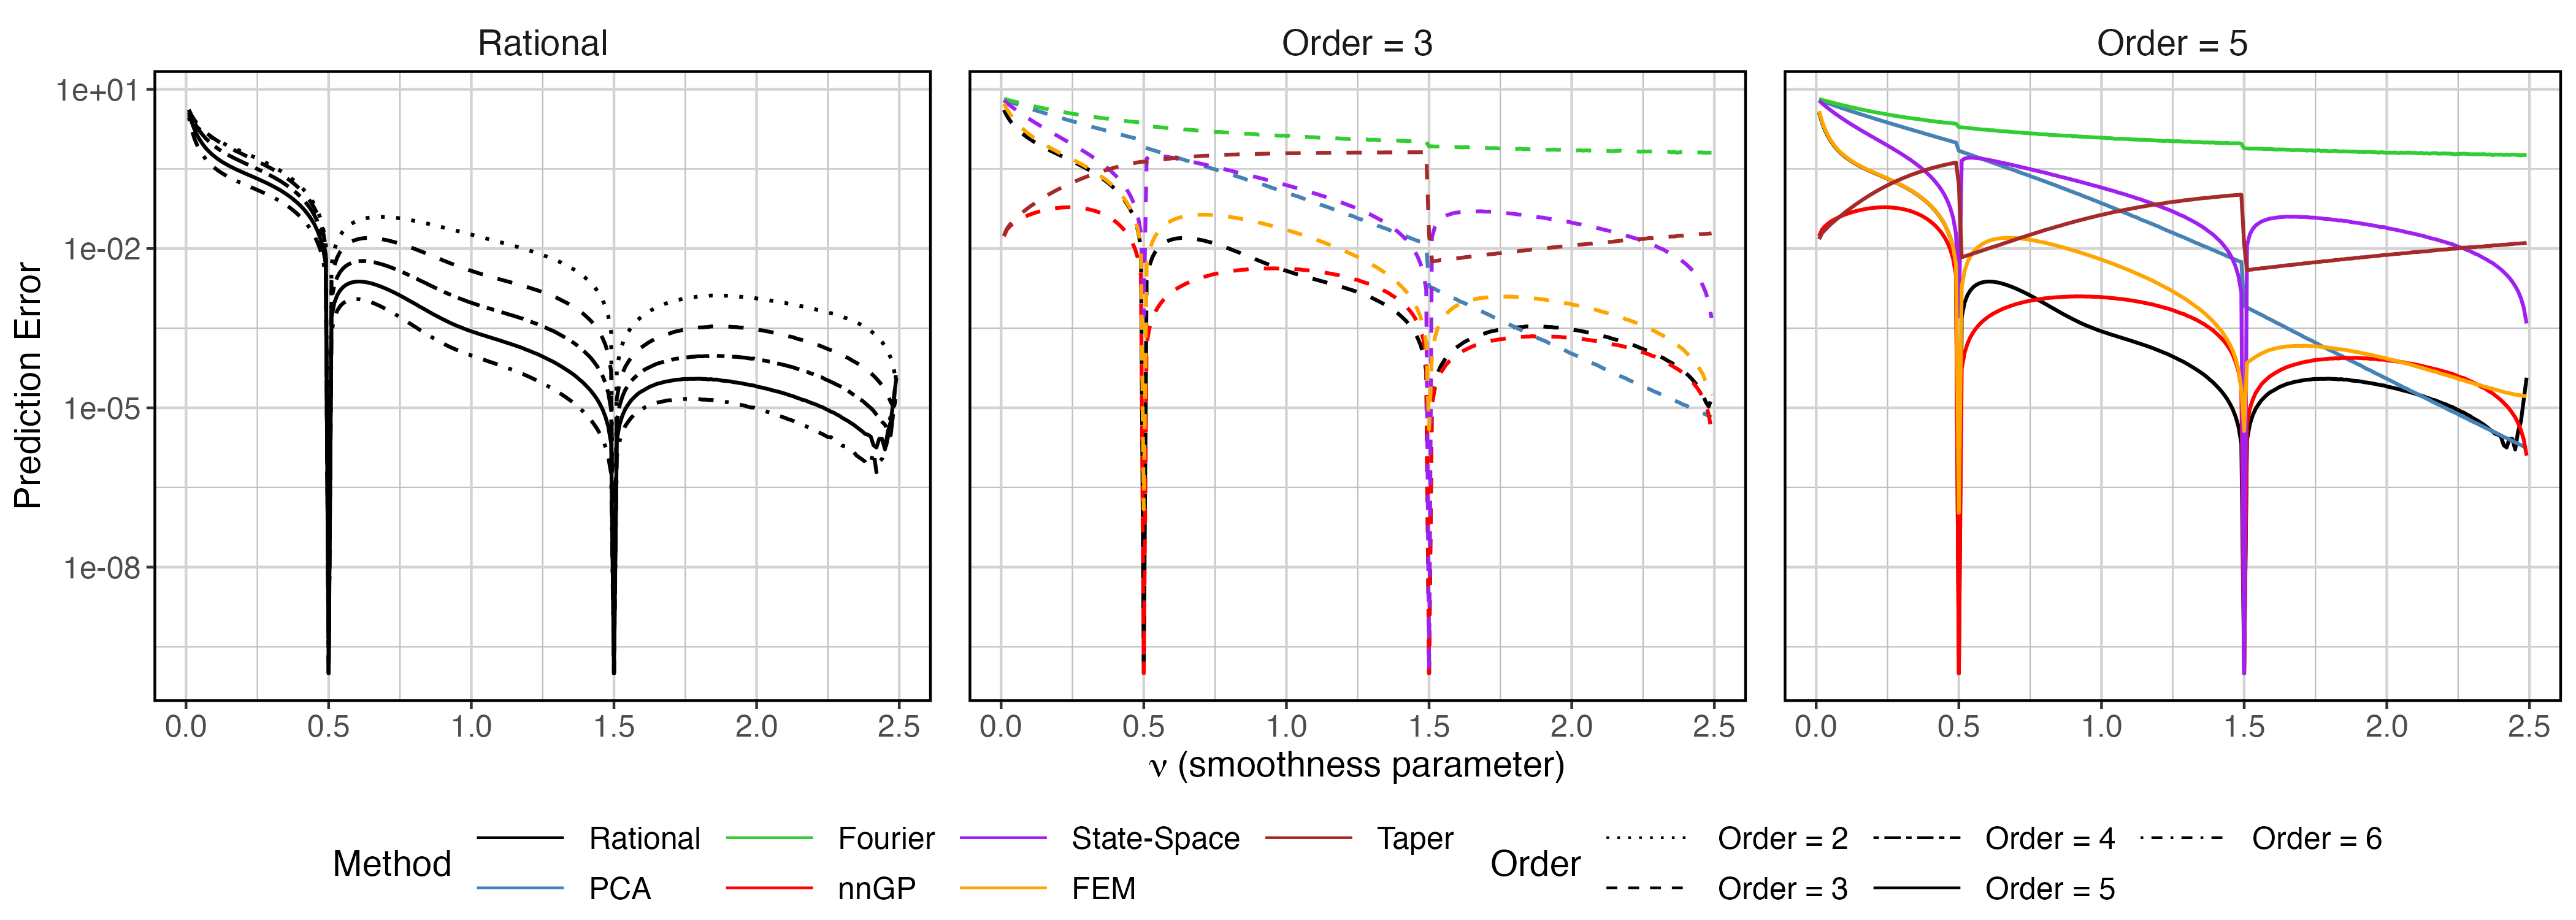 Rational
Order = 3
Order = 5
Prediction Error
1e+01
1e-02
1e-05
1e-08
0.0 0.5 1.0 1.5 2.0 2.5
0.0 0.5 1.0 1.5 2.0 2.5
0.0 0.5 1.0 1.5 2.0 2.5
ν (smoothness parameter)
Method
Rational Fourier State-Space Taper
PCA nnGP FEM
Order
Order = 2 Order = 4 Order = 6
Order = 3 Order = 5